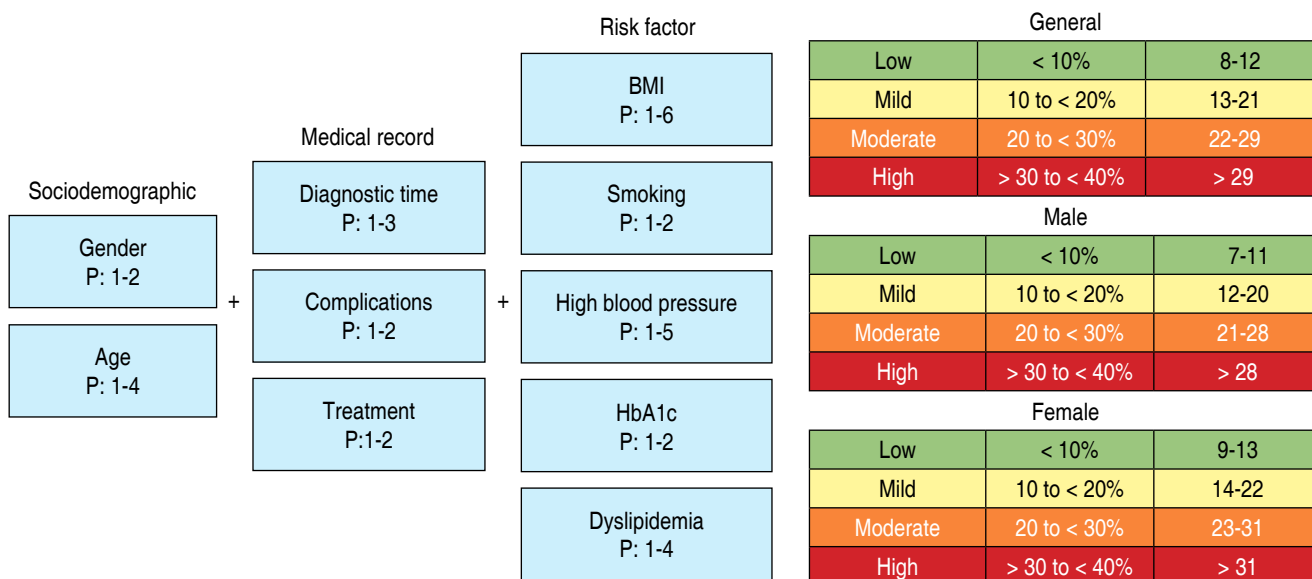 Sociodemographic
Gender
P: 1-2
Age
P: 1-4
+
Medical record
Diagnostic time
P: 1-3
Complications
P: 1-2
Treatment
P:1-2
+
Risk factor
BMI
P: 1-6
Smoking
P: 1-2
High blood pressure
P: 1-5
HbA1c
P: 1-2
Dyslipidemia
P: 1-4
General
Low < 10% 8-12
Mild 10 to < 20% 13-21
Moderate 20 to < 30% 22-29
High > 30 to < 40% > 29
Male
Low < 10% 7-11
Mild 10 to < 20% 12-20
Moderate 20 to < 30% 21-28
High > 30 to < 40% > 28
Female
Low < 10% 9-13
Mild 10 to < 20% 14-22
Moderate 20 to < 30% 23-31
High > 30 to < 40% > 31